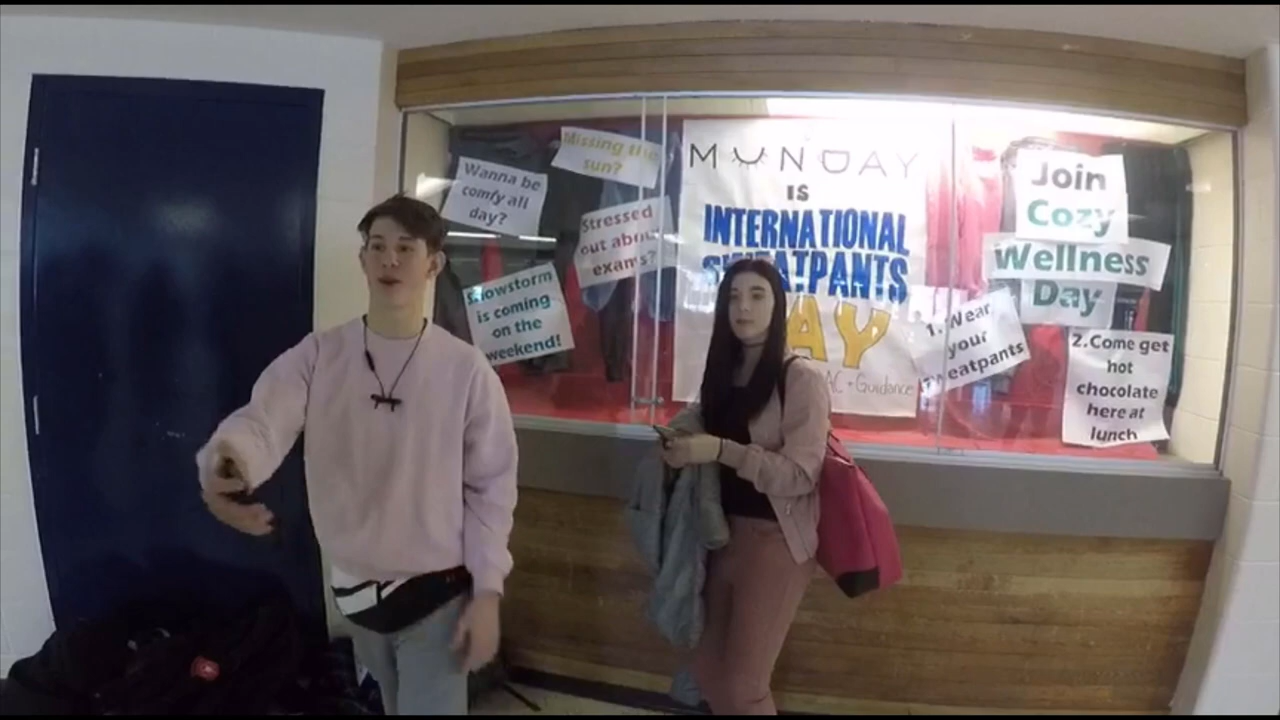 Missing the
sun?
Wanna be
comfy all
day?
Stressed
out about
exams?
Snowstorm
is coming
on the
weekend!
MUNDAY
IS
INTERNATIONAL
SWEATPANTS
DAY
AC + Guidance
Join
Cozy
Wellness
Day
1. Wear
your
sweatpants
2. Come get
hot
chocolate
here at
lunch